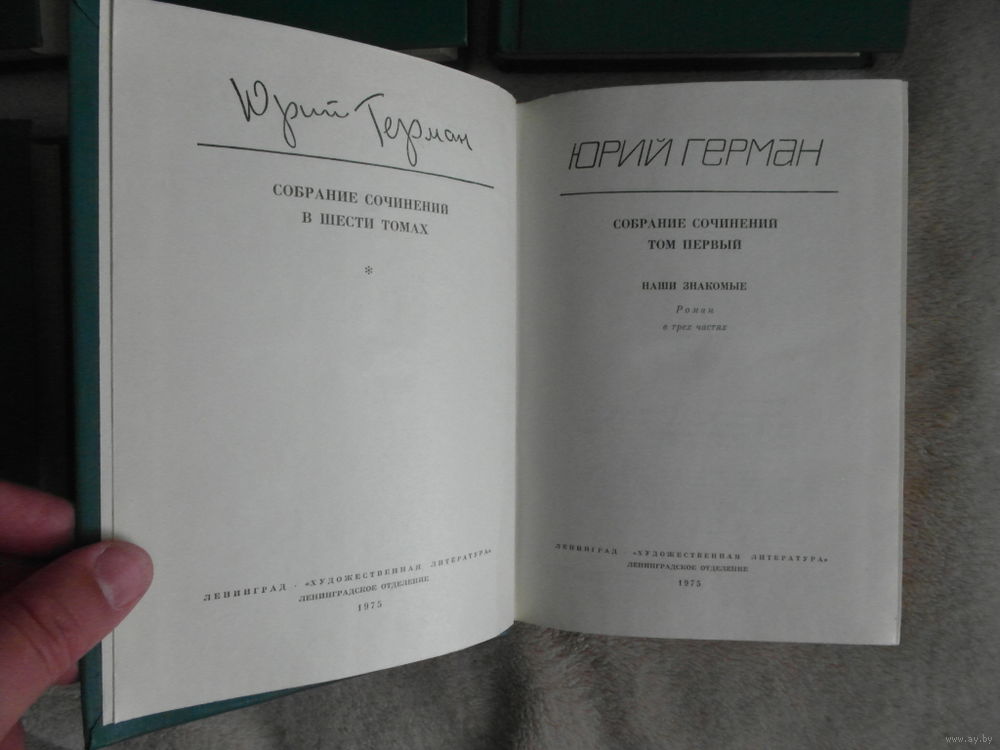 Юрий Герман
СОБРАНИЕ СОЧИНЕНИЙ
В ШЕСТИ ТОМАХ
*
ЛЕНИНГРАД · «ХУДОЖЕСТВЕННАЯ ЛИТЕРАТУРА»
ЛЕНИНГРАДСКОЕ ОТДЕЛЕНИЕ
1975
ЮРИЙ ГЕРМАН
СОБРАНИЕ СОЧИНЕНИЙ
ТОМ ПЕРВЫЙ
НАШИ ЗНАКОМЫЕ
Роман
в трех частях
ЛЕНИНГРАД · «ХУДОЖЕСТВЕННАЯ ЛИТЕРАТУРА»
ЛЕНИНГРАДСКОЕ ОТДЕЛЕНИЕ
1975
www.ay.by